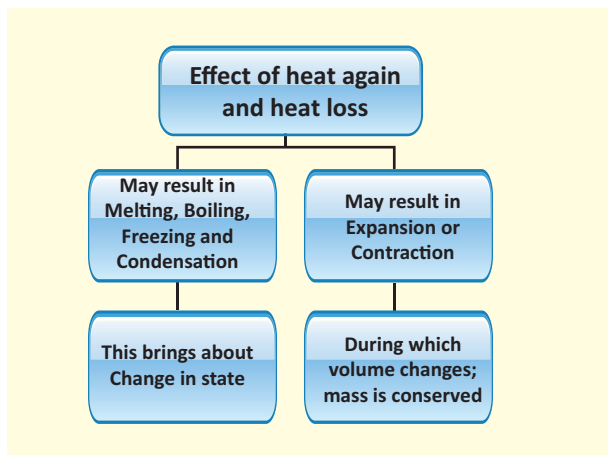 Effect of heat again
and heat loss
May result in
Melting, Boiling,
Freezing and
Condensation
May result in
Expansion or
Contraction
This brings about
Change in state
During which
volume changes;
mass is conserved